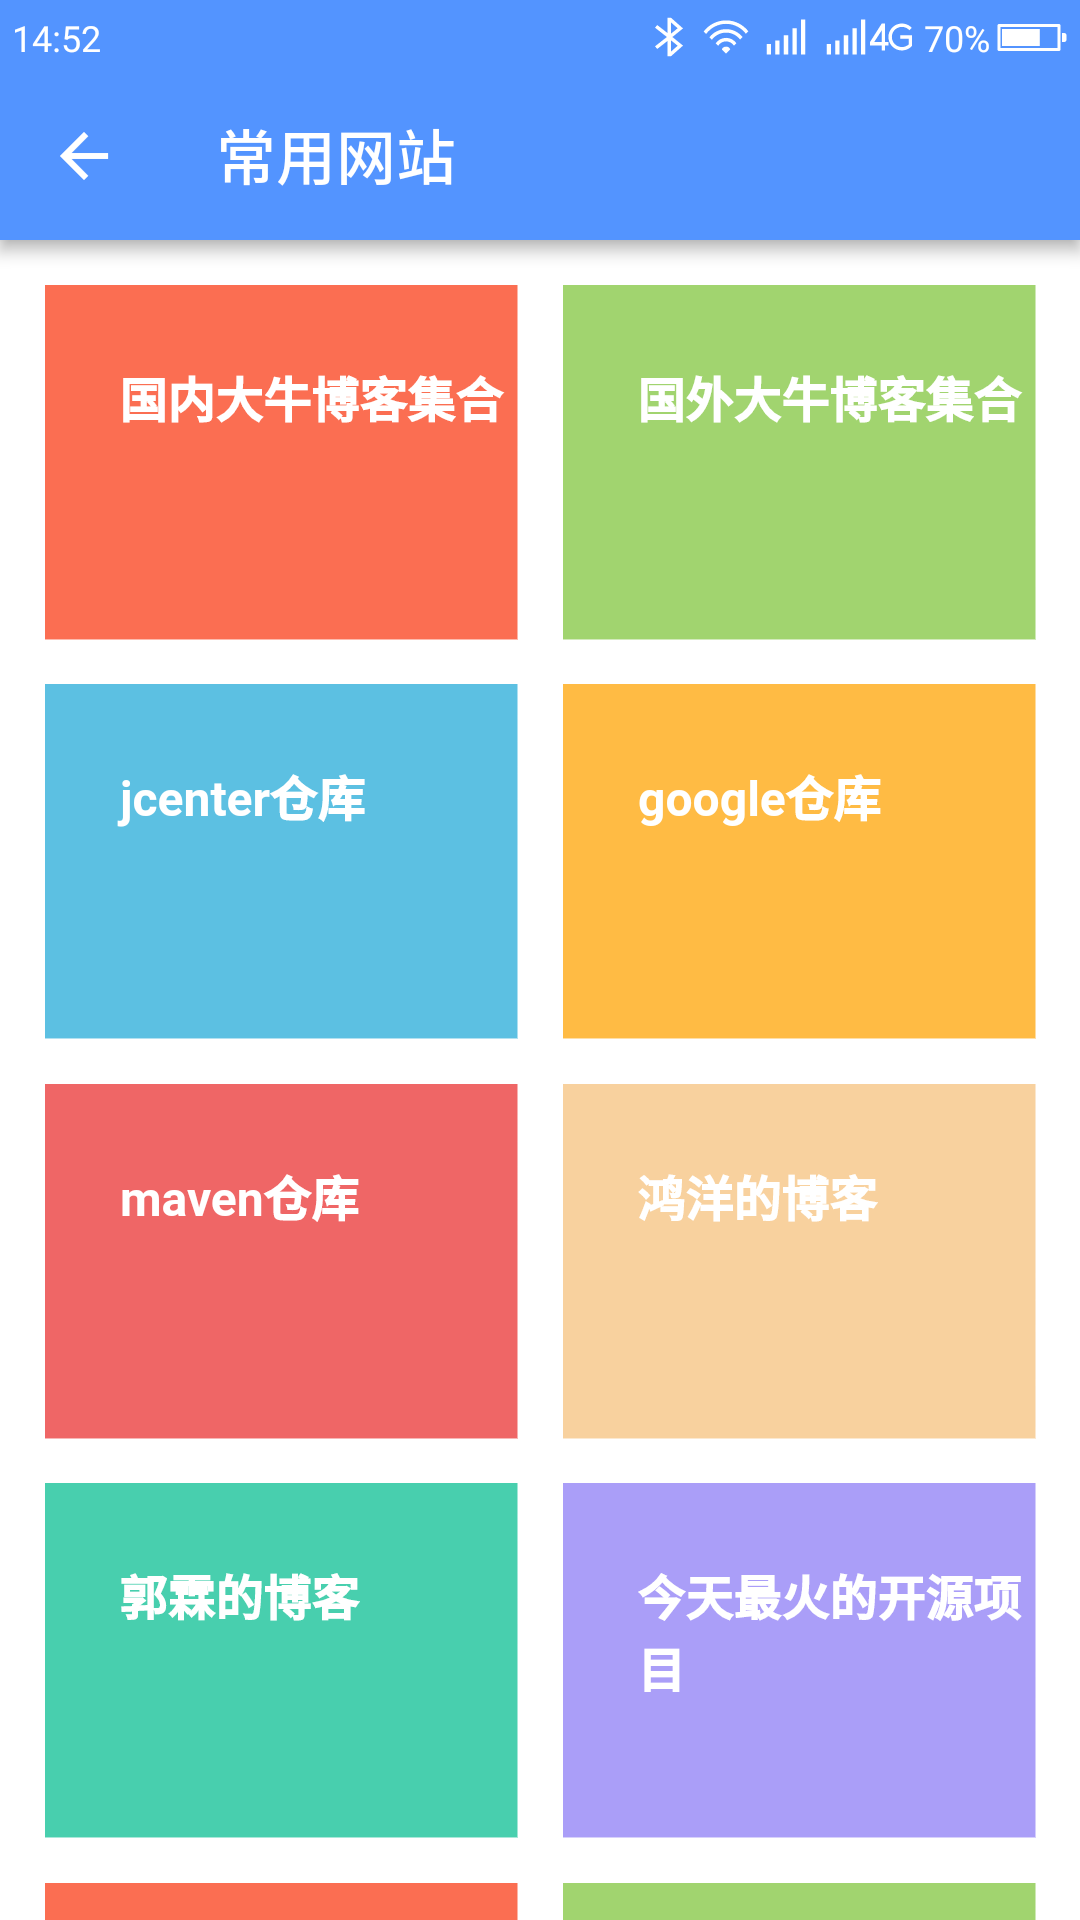 14:52 4G 70%
常用网站
国内大牛博客集合
国外大牛博客集合
jcenter仓库
google仓库
maven仓库
鸿洋的博客
郭霖的博客
今天最火的开源项
目